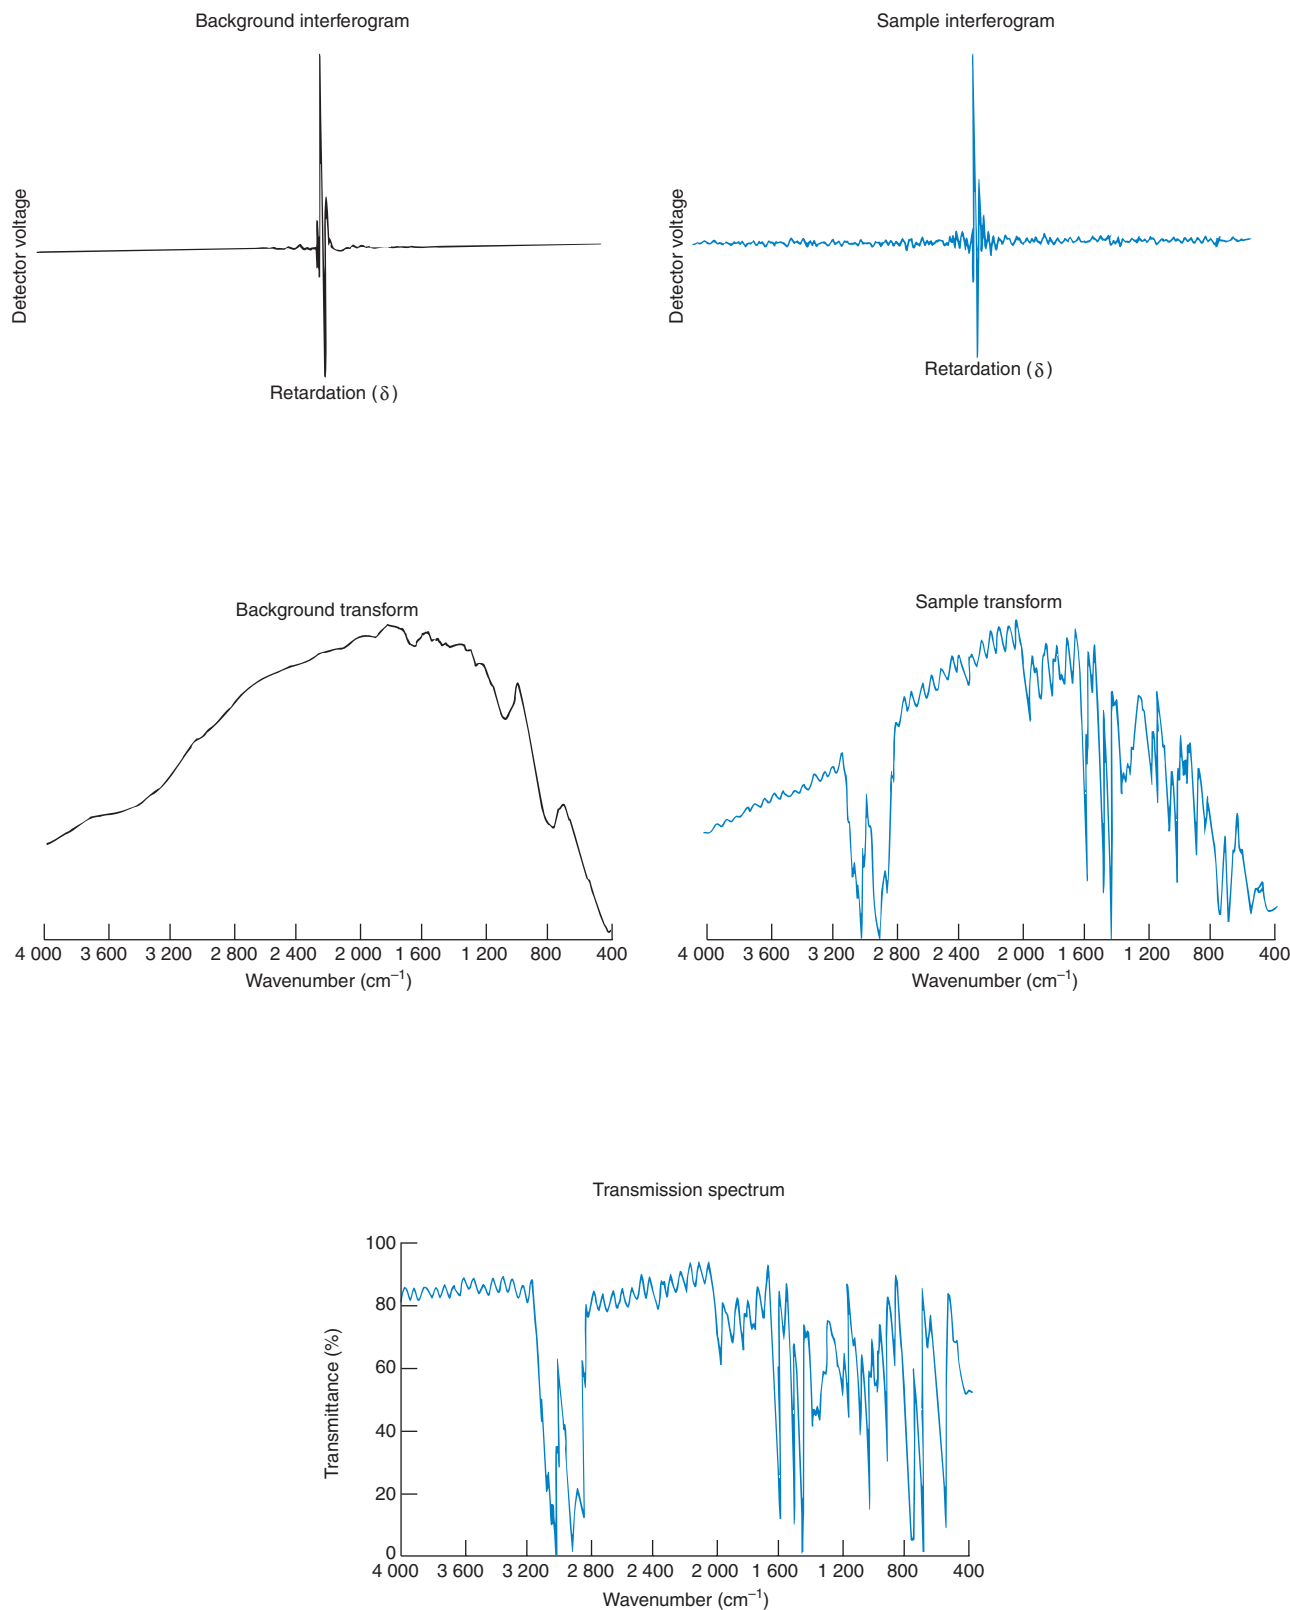 Background interferogram
Detector voltage
Retardation (δ)
Sample interferogram
Detector voltage
Retardation (δ)
Background transform
4 000 3 600 3 200 2 800 2 400 2 000 1 600 1 200 800 400
Wavenumber (cm⁻¹)
Sample transform
4 000 3 600 3 200 2 800 2 400 2 000 1 600 1 200 800 400
Wavenumber (cm⁻¹)
Transmission spectrum
Transmittance (%)
100
80
60
40
20
0
4 000 3 600 3 200 2 800 2 400 2 000 1 600 1 200 800 400
Wavenumber (cm⁻¹)